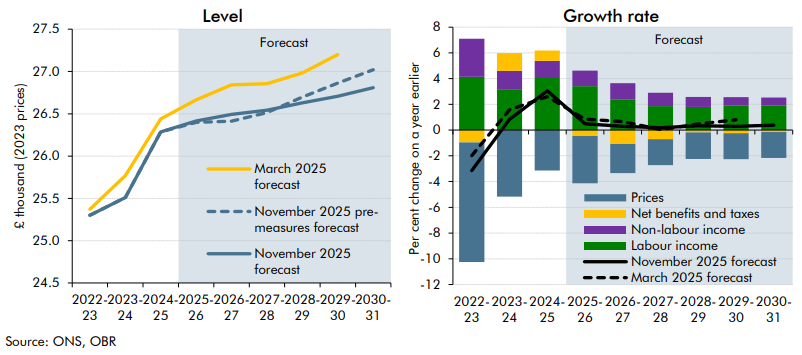 Level
27.5
27.0
26.5
26.0
25.5
25.0
24.5
£ thousand (2023 prices)
Forecast
March 2025
forecast
November 2025 pre-
measures forecast
November 2025
forecast
2022- 2023- 2024- 2025- 2026- 2027- 2028- 2029- 2030-
23 24 25 26 27 28 29 30 31
Growth rate
8
6
4
2
0
-2
-4
-6
-8
-10
-12
Per cent change on a year earlier
Forecast
Prices
Net benefits and taxes
Non-labour income
Labour income
November 2025 forecast
March 2025 forecast
2022- 2023- 2024- 2025- 2026- 2027- 2028- 2029- 2030-
23 24 25 26 27 28 29 30 31
Source: ONS, OBR